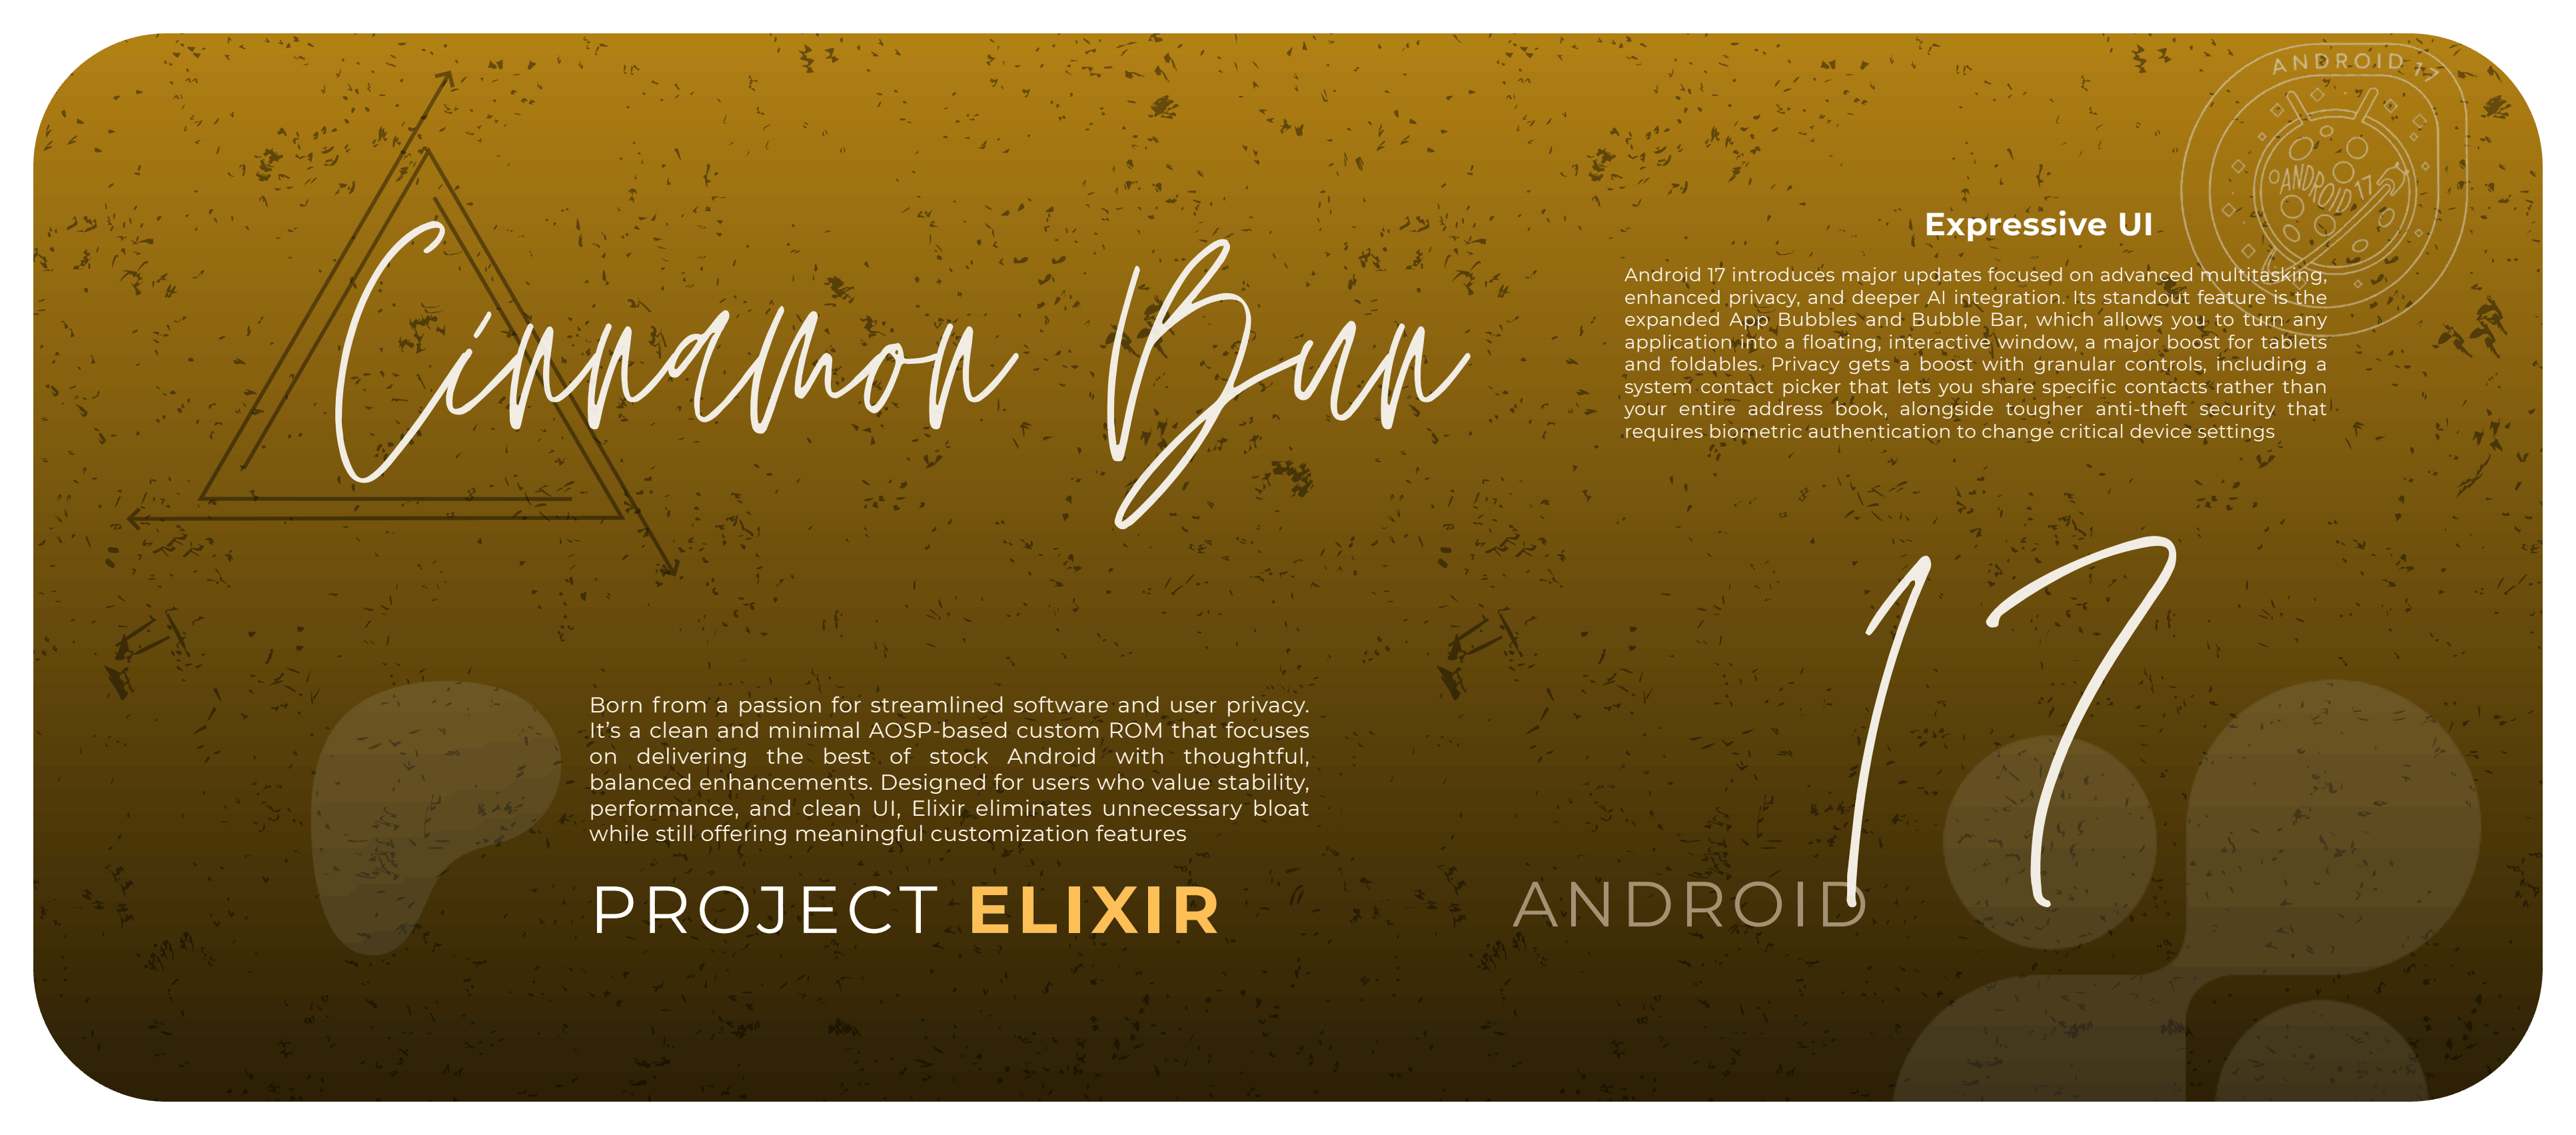 ANDROID 17
ANDROID 17
Cinnamon Bun
Expressive UI
Android 17 introduces major updates focused on advanced multitasking,
enhanced privacy, and deeper AI integration. Its standout feature is the
expanded App Bubbles and Bubble Bar, which allows you to turn any
application into a floating, interactive window, a major boost for tablets
and foldables. Privacy gets a boost with granular controls, including a
system contact picker that lets you share specific contacts rather than
your entire address book, alongside tougher anti-theft security that
requires biometric authentication to change critical device settings
17
Born from a passion for streamlined software and user privacy.
It’s a clean and minimal AOSP-based custom ROM that focuses
on delivering the best of stock Android with thoughtful,
balanced enhancements. Designed for users who value stability,
performance, and clean UI, Elixir eliminates unnecessary bloat
while still offering meaningful customization features
PROJECT ELIXIR
ANDROID